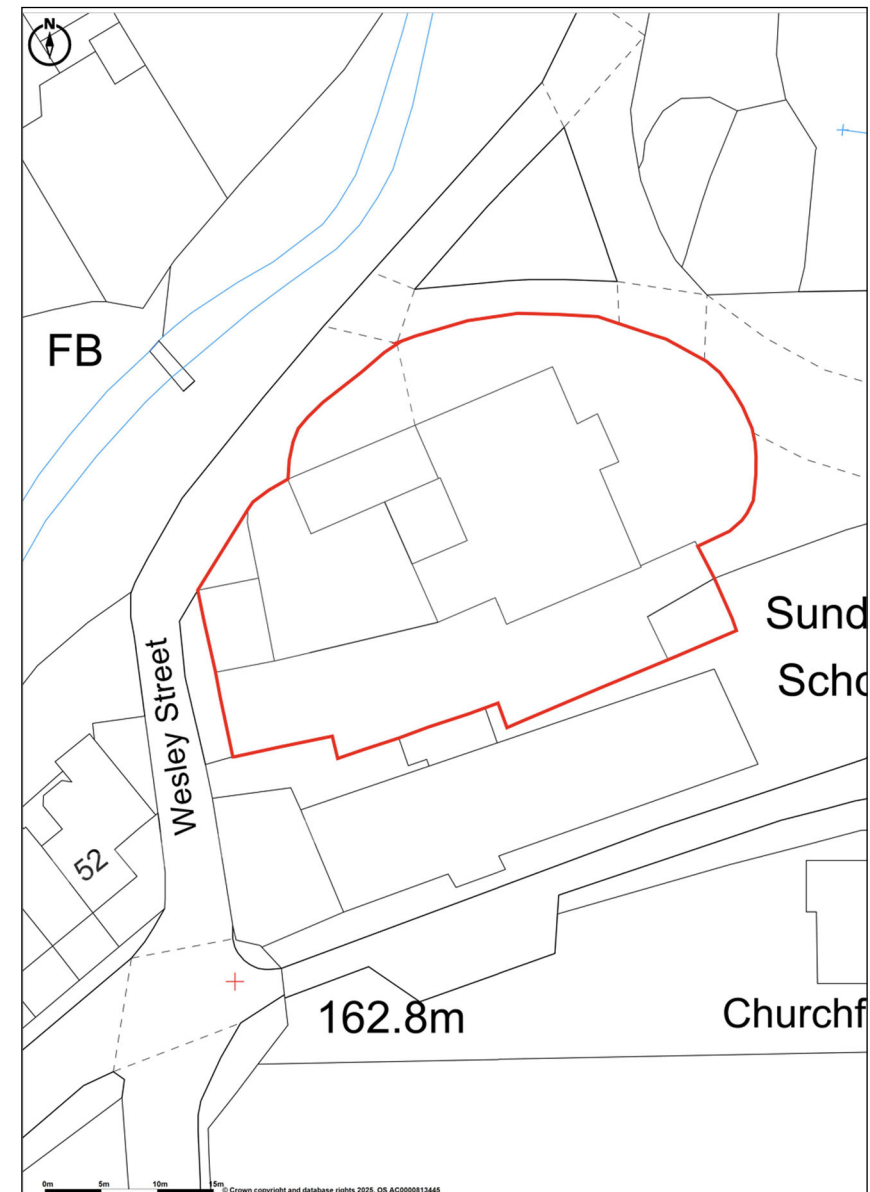 N
FB
Sund
Scho
Wesley Street
52
162.8m
Churchf
0m 5m 10m 15m
© Crown copyright and database rights 2025. OS AC0000813445